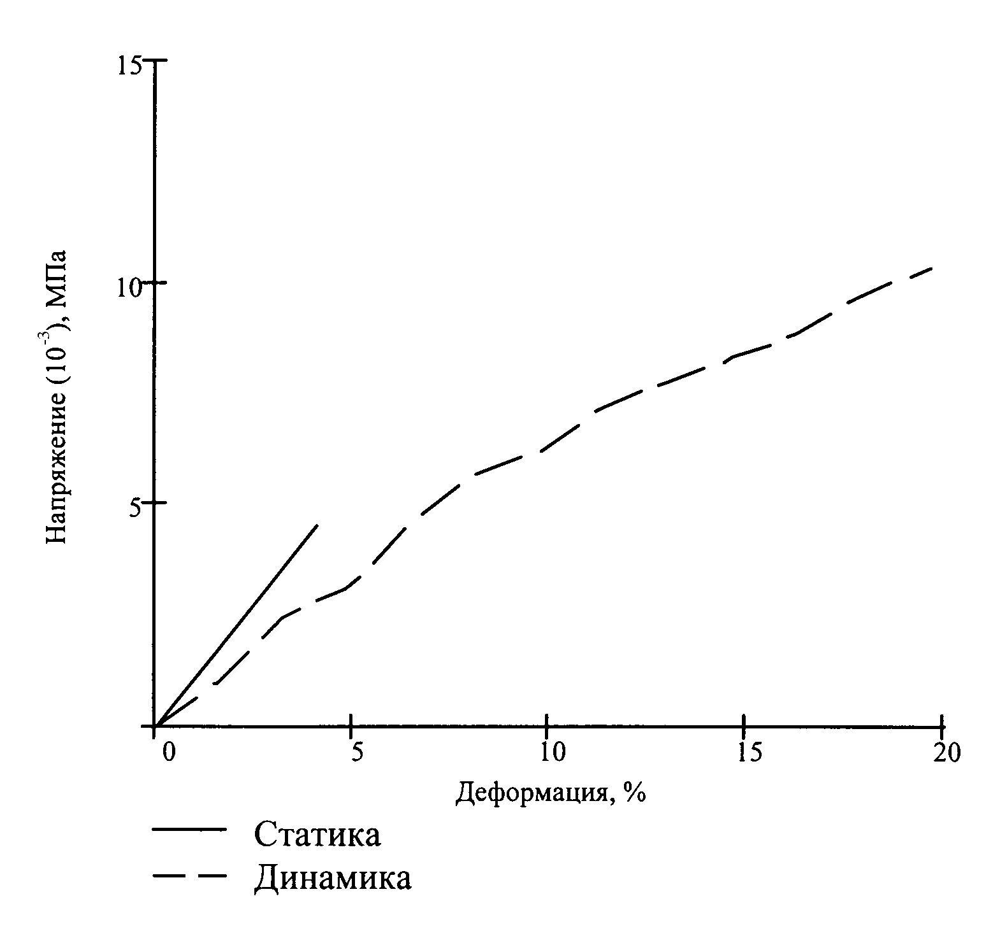 15
10
5
Напряжение (10⁻³), МПа
0 5 10 15 20
Деформация, %
Статика
Динамика